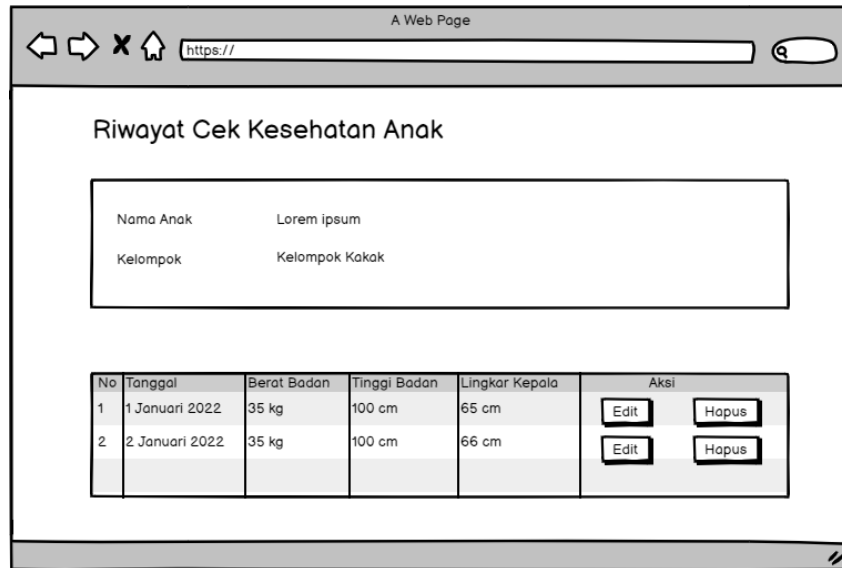 A Web Page
https://
Riwayat Cek Kesehatan Anak
Nama Anak Lorem ipsum
Kelompok Kelompok Kakak
No Tanggal Berat Badan Tinggi Badan Lingkar Kepala Aksi
1 1 Januari 2022 35 kg 100 cm 65 cm Edit Hapus
2 2 Januari 2022 35 kg 100 cm 66 cm Edit Hapus